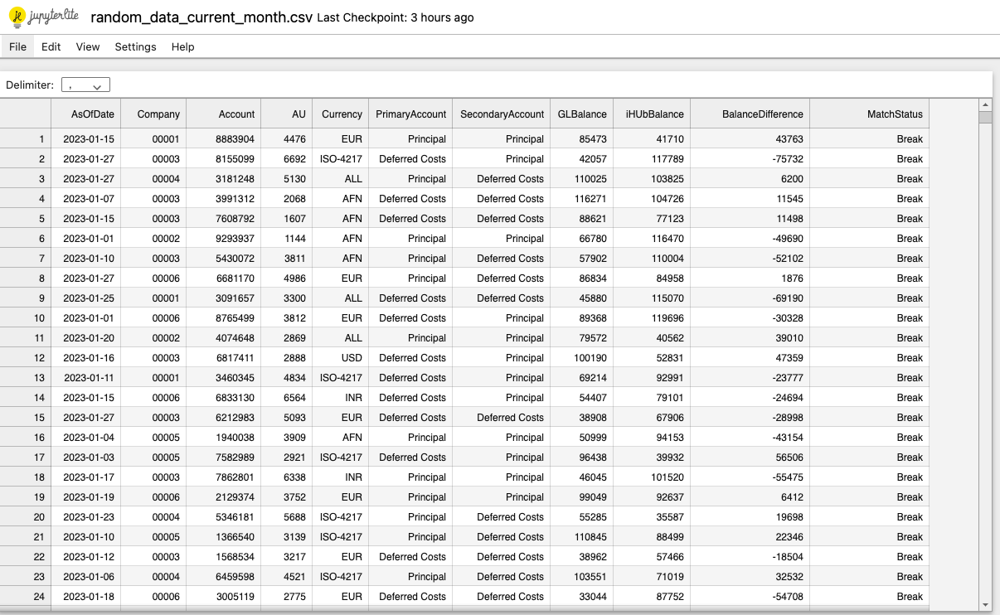 jupyterlite random_data_current_month.csv Last Checkpoint: 3 hours ago
File Edit View Settings Help
Delimiter: ,
AsOfDate Company Account AU Currency PrimaryAccount SecondaryAccount GLBalance iHUbBalance BalanceDifference MatchStatus
1 2023-01-15 00001 8883904 4476 EUR Principal Principal 85473 41710 43763 Break
2 2023-01-27 00003 8155099 6692 ISO-4217 Deferred Costs Principal 42057 117789 -75732 Break
3 2023-01-27 00004 3181248 5130 ALL Principal Deferred Costs 110025 103825 6200 Break
4 2023-01-07 00003 3991312 2068 AFN Deferred Costs Deferred Costs 116271 104726 11545 Break
5 2023-01-15 00003 7608792 1607 AFN Deferred Costs Deferred Costs 88621 77123 11498 Break
6 2023-01-01 00002 9293937 1144 AFN Principal Principal 66780 116470 -49690 Break
7 2023-01-10 00003 5430072 3811 AFN Principal Deferred Costs 57902 110004 -52102 Break
8 2023-01-27 00006 6681170 4986 EUR Principal Deferred Costs 86834 84958 1876 Break
9 2023-01-25 00001 3091657 3300 ALL Deferred Costs Deferred Costs 45880 115070 -69190 Break
10 2023-01-01 00006 8765499 3812 EUR Deferred Costs Principal 89368 119696 -30328 Break
11 2023-01-20 00002 4074648 2869 ALL Principal Principal 79572 40562 39010 Break
12 2023-01-16 00003 6817411 2888 USD Deferred Costs Principal 100190 52831 47359 Break
13 2023-01-11 00001 3460345 4834 ISO-4217 Deferred Costs Principal 69214 92991 -23777 Break
14 2023-01-15 00006 6833130 6564 INR Deferred Costs Principal 54407 79101 -24694 Break
15 2023-01-27 00003 6212983 5093 EUR Deferred Costs Deferred Costs 38908 67906 -28998 Break
16 2023-01-04 00005 1940038 3909 AFN Principal Principal 50999 94153 -43154 Break
17 2023-01-03 00005 7582989 2921 ISO-4217 Deferred Costs Principal 96438 39932 56506 Break
18 2023-01-17 00003 7862801 6338 INR Principal Principal 46045 101520 -55475 Break
19 2023-01-19 00006 2129374 3752 EUR Principal Principal 99049 92637 6412 Break
20 2023-01-23 00004 5346181 5688 ISO-4217 Principal Deferred Costs 55285 35587 19698 Break
21 2023-01-10 00005 1366540 3139 ISO-4217 Principal Deferred Costs 110845 88499 22346 Break
22 2023-01-12 00003 1568534 3217 EUR Deferred Costs Deferred Costs 38962 57466 -18504 Break
23 2023-01-06 00004 6459598 4521 ISO-4217 Principal Deferred Costs 103551 71019 32532 Break
24 2023-01-18 00006 3005119 2775 EUR Deferred Costs Deferred Costs 33044 87752 -54708 Break